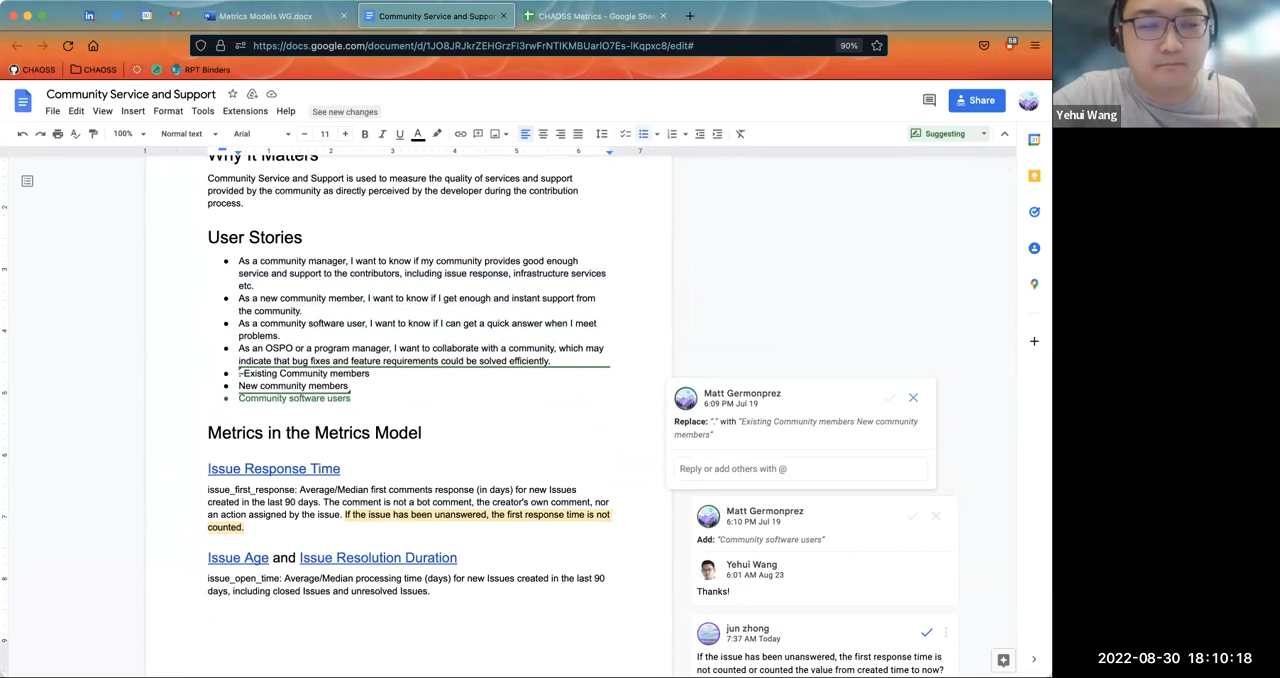 Metrics Models WG.docx
Community Service and Suppor
CHAOSS Metrics - Google Shee
https://docs.google.com/document/d/1JO8JRJkrZEHGrzFl3rwFrNTlKMBUarlO7Es-lKqpxc8/edit#
90%
58
CHAOSS
CHAOSS
RPT Binders
Community Service and Support
File Edit View Insert Format Tools Extensions Help
See new changes
Share
Yehui Wang
100%
Normal text
Arial
11
Suggesting
1 1 2 3 4 5 6 7
Why It Matters
Community Service and Support is used to measure the quality of services and support
provided by the community as directly perceived by the developer during the contribution
process.
User Stories
● As a community manager, I want to know if my community provides good enough
service and support to the contributors, including issue response, infrastructure services
etc.
● As a new community member, I want to know if I get enough and instant support from
the community.
● As a community software user, I want to know if I can get a quick answer when I meet
problems.
● As an OSPO or a program manager, I want to collaborate with a community, which may
indicate that bug fixes and feature requirements could be solved efficiently.
● Existing Community members
● New community members
● Community software users
Metrics in the Metrics Model
Issue Response Time
issue_first_response: Average/Median first comments response (in days) for new Issues
created in the last 90 days. The comment is not a bot comment, the creator's own comment, nor
an action assigned by the issue. If the issue has been unanswered, the first response time is not
counted.
Issue Age and Issue Resolution Duration
issue_open_time: Average/Median processing time (days) for new Issues created in the last 90
days, including closed Issues and unresolved Issues.
Matt Germonprez
6:09 PM Jul 19
Replace: "." with "Existing Community members New community
members"
Reply or add others with @
Matt Germonprez
6:10 PM Jul 19
Add: "Community software users"
Yehui Wang
6:01 AM Aug 23
Thanks!
jun zhong
7:37 AM Today
If the issue has been unanswered, the first response time is
not counted or counted the value from created time to now?
2022-08-30 18:10:18